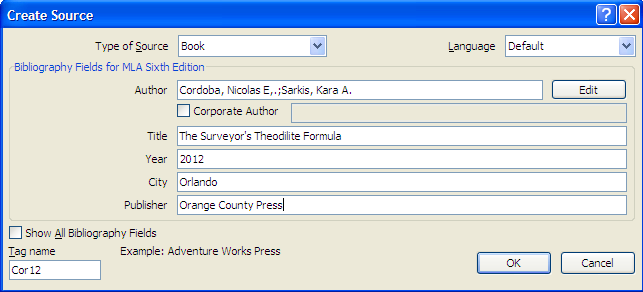 Create Source
Type of Source Book Language Default
Bibliography Fields for MLA Sixth Edition
Author Cordoba, Nicolas E,.;Sarkis, Kara A. Edit
Corporate Author
Title The Surveyor's Theodilite Formula
Year 2012
City Orlando
Publisher Orange County Press
Show All Bibliography Fields
Tag name Example: Adventure Works Press
Cor12 OK Cancel